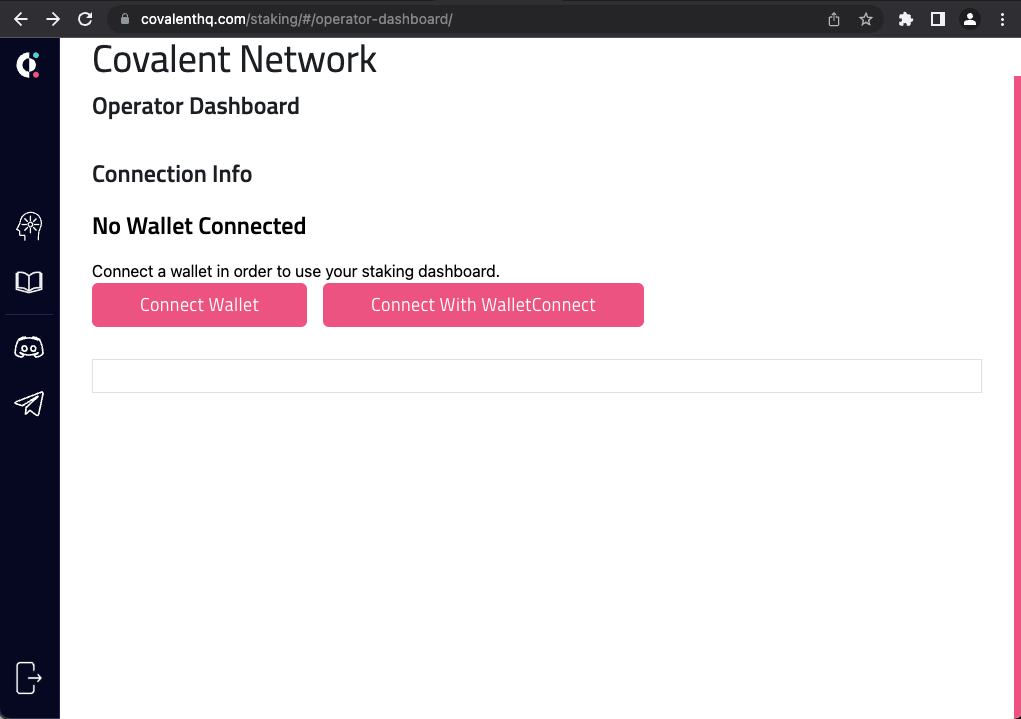 covalenthq.com/staking/#/operator-dashboard/
Covalent Network
Operator Dashboard
Connection Info
No Wallet Connected
Connect a wallet in order to use your staking dashboard.
Connect Wallet
Connect With WalletConnect